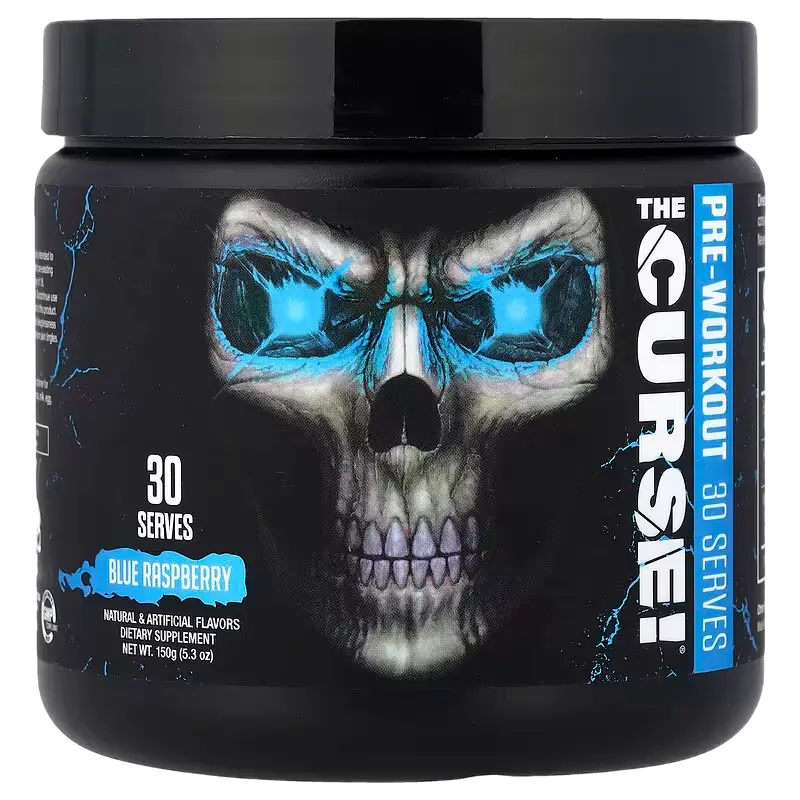 THE
CURSE!
PRE-WORKOUT 30 SERVES
30
SERVES
BLUE RASPBERRY
NATURAL & ARTIFICIAL FLAVORS
DIETARY SUPPLEMENT
NET WT. 150g (5.3 oz)
GMP